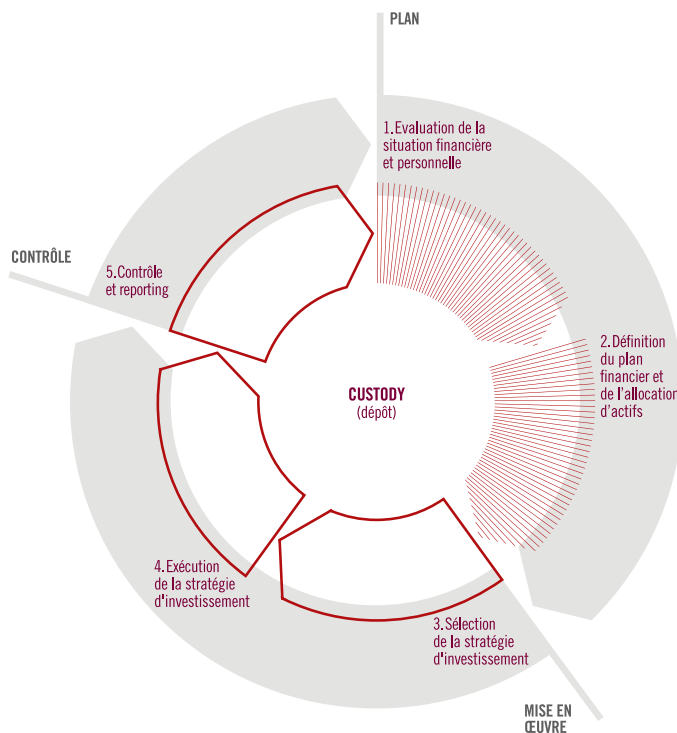 PLAN
1.Evaluation de la
situation financière
et personnelle
2.Définition
du plan
financier et
de l'allocation
d'actifs
CUSTODY
(dépôt)
3.Sélection
de la stratégie
d'investissement
MISE EN
ŒUVRE
4.Exécution
de la stratégie
d'investissement
CONTRÔLE
5.Contrôle
et reporting